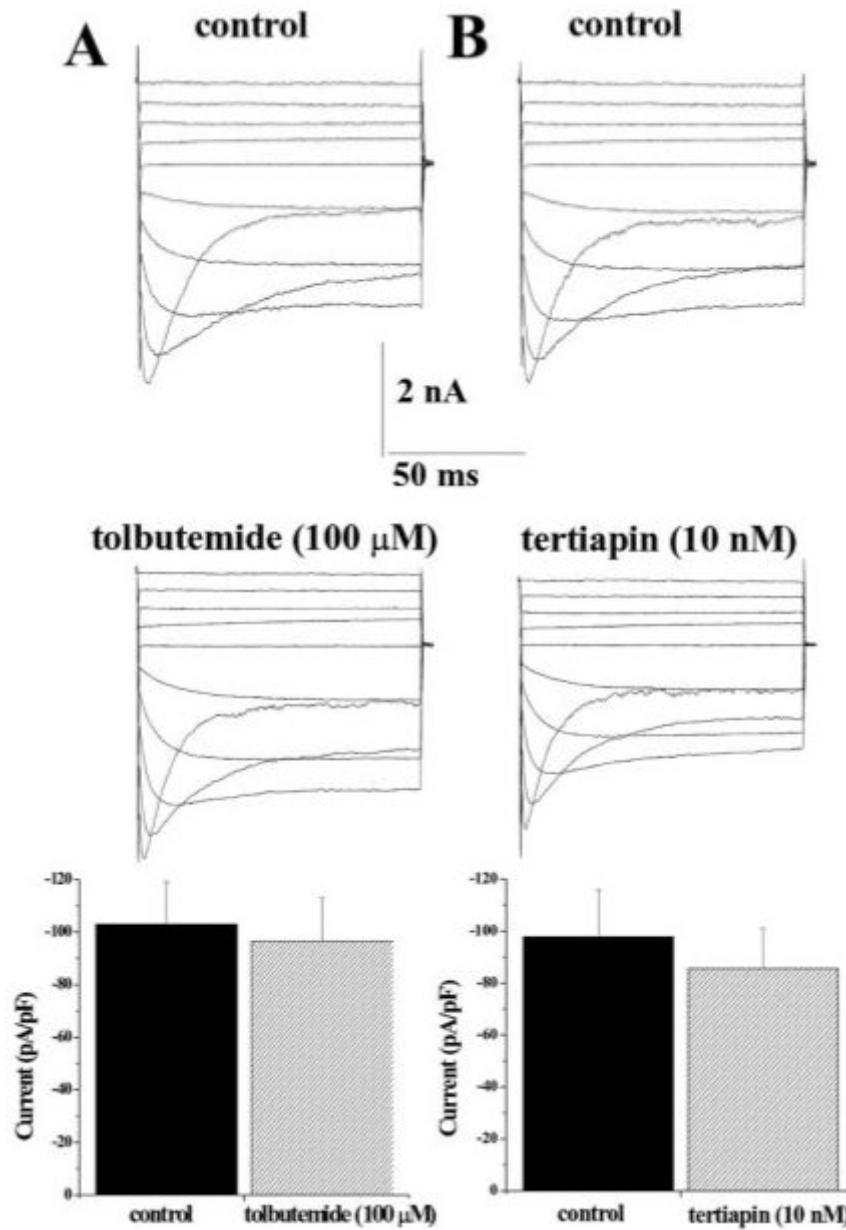 A control
B control
2 nA
50 ms
tolbutemide (100 μM)
tertiapin (10 nM)
-120
-100
-80
-60
-40
-20
0
Current (pA/pF)
control
tolbutemide (100 μM)
-120
-100
-80
-60
-40
-20
0
Current (pA/pF)
control
tertiapin (10 nM)